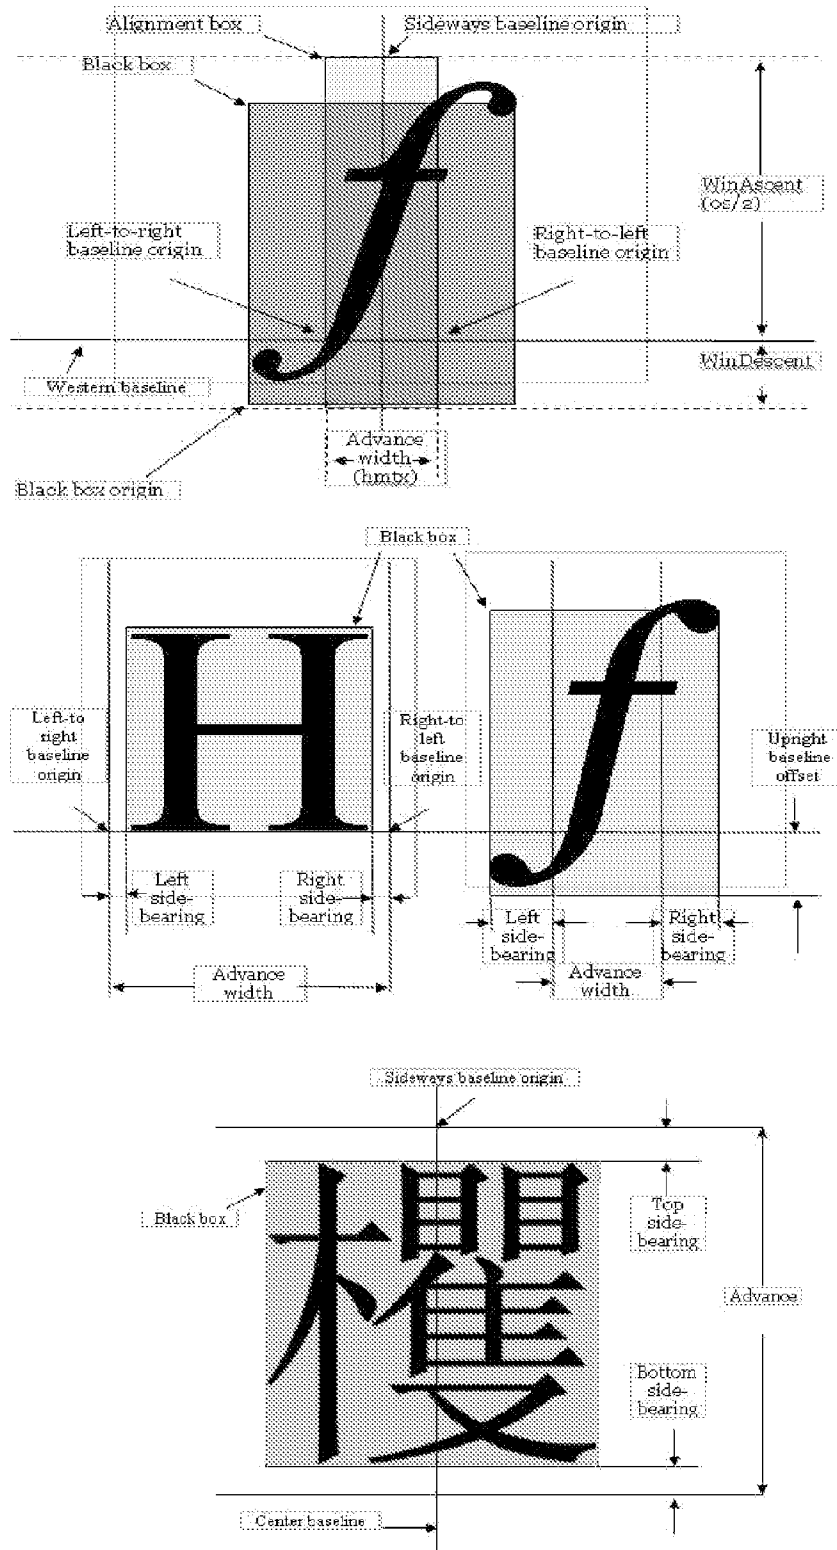 Alignment box
Sideways baseline origin
Black box
f
WinAscent
(os/2)
Left-to-right
baseline origin
Right-to-left
baseline origin
WinDescent
Western baseline
Advance
width
(hmtx)
Black box origin
Black box
H
f
Left-to
right
baseline
origin
Right-to
left
baseline
origin
Upright
baseline
offset
Left
side-
bearing
Right
side-
bearing
Left
side-
bearing
Right
side-
bearing
Advance
width
Advance
width
Sideways baseline origin
Black box
Top
side-
bearing
Advance
Bottom
side-
bearing
Center baseline